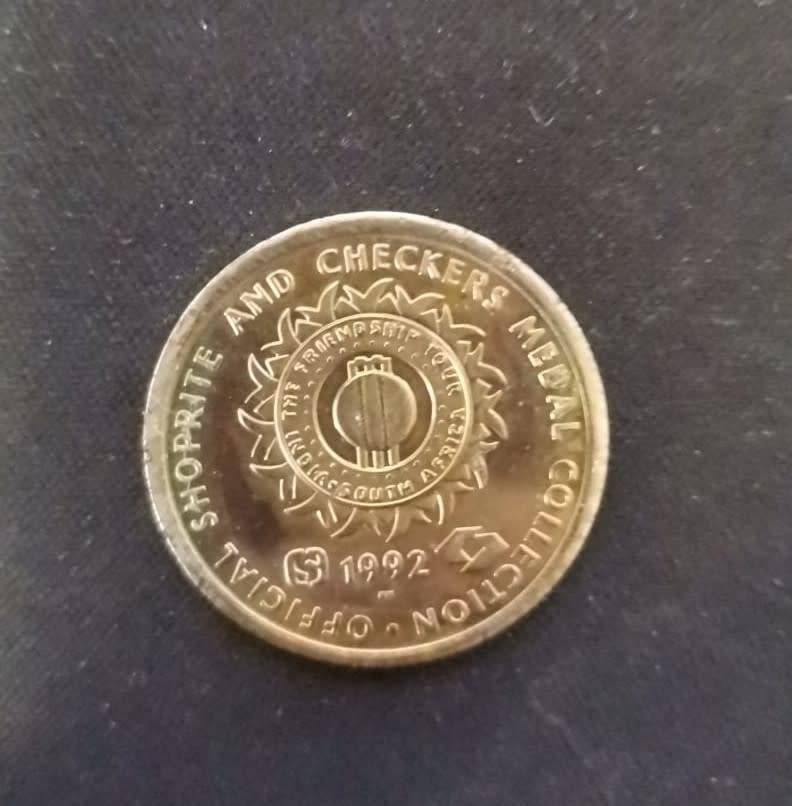 OFFICIAL SHOPRITE AND CHECKERS MEDAL COLLECTION •
THE FRIENDSHIP TOUR
INDIA • SOUTH AFRICA
S 1992